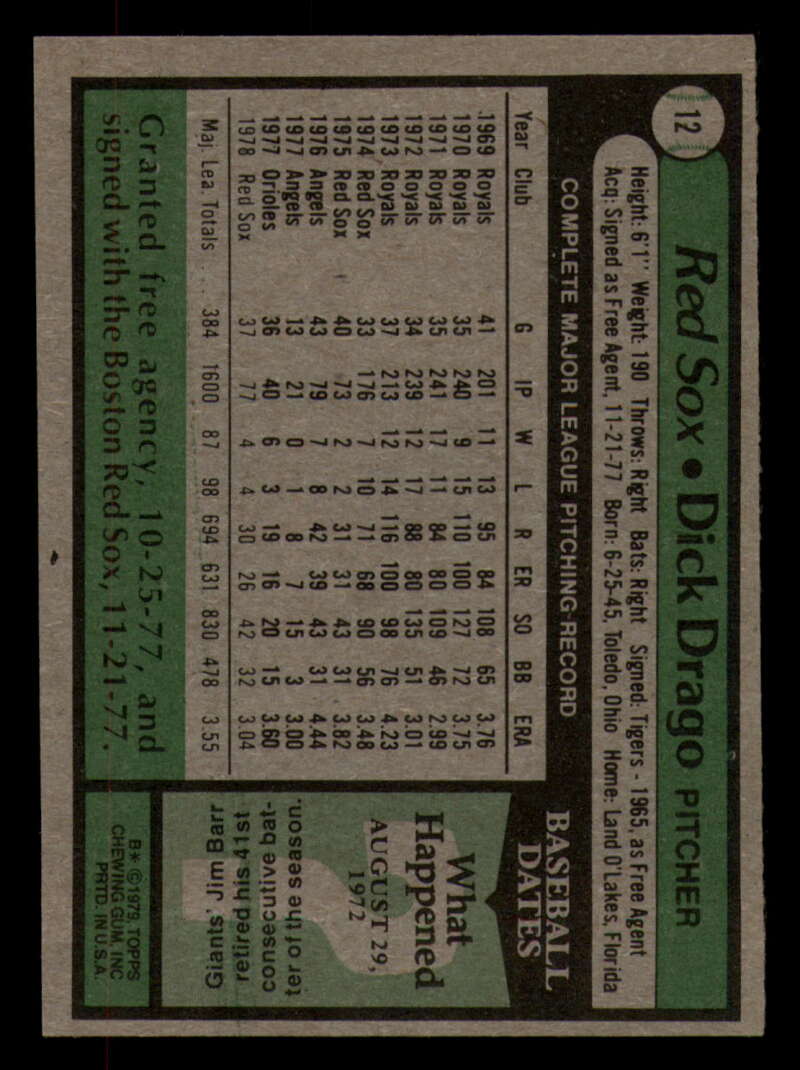 12
Red Sox • Dick Drago PITCHER
Height: 6'1" Weight: 190 Throws: Right Bats: Right Signed: Tigers - 1965, as Free Agent
Acq: Signed as Free Agent, 11-21-77 Born: 6-25-45, Toledo, Ohio Home: Land O'Lakes, Florida
COMPLETE MAJOR LEAGUE PITCHING RECORD
Year Club G IP W L R ER SO BB ERA
1969 Royals 41 201 11 13 95 84 108 65 3.76
1970 Royals 35 240 9 15 110 100 127 72 3.75
1971 Royals 35 241 17 11 84 80 109 46 2.99
1972 Royals 34 239 12 17 88 80 135 51 3.01
1973 Royals 37 213 12 14 116 100 98 76 4.23
1974 Red Sox 33 176 7 10 71 68 90 56 3.48
1975 Red Sox 40 73 2 2 31 31 43 31 3.82
1976 Angels 43 79 7 8 42 39 43 31 4.44
1977 Angels 13 21 0 1 8 7 15 3 3.00
1977 Orioles 36 40 6 3 19 16 20 15 3.60
1978 Red Sox 37 77 4 4 30 26 42 32 3.04
Maj. Lea. Totals . . . 384 1600 87 98 694 631 830 478 3.55
Granted free agency, 10-25-77, and
signed with the Boston Red Sox, 11-21-77.
BASEBALL
DATES
What
Happened
AUGUST 29,
1972
?
Giants' Jim Barr
retired his 41st
consecutive bat-
ter of the season.
B* © 1979, TOPPS
CHEWING GUM, INC
PRTD. IN U.S.A.